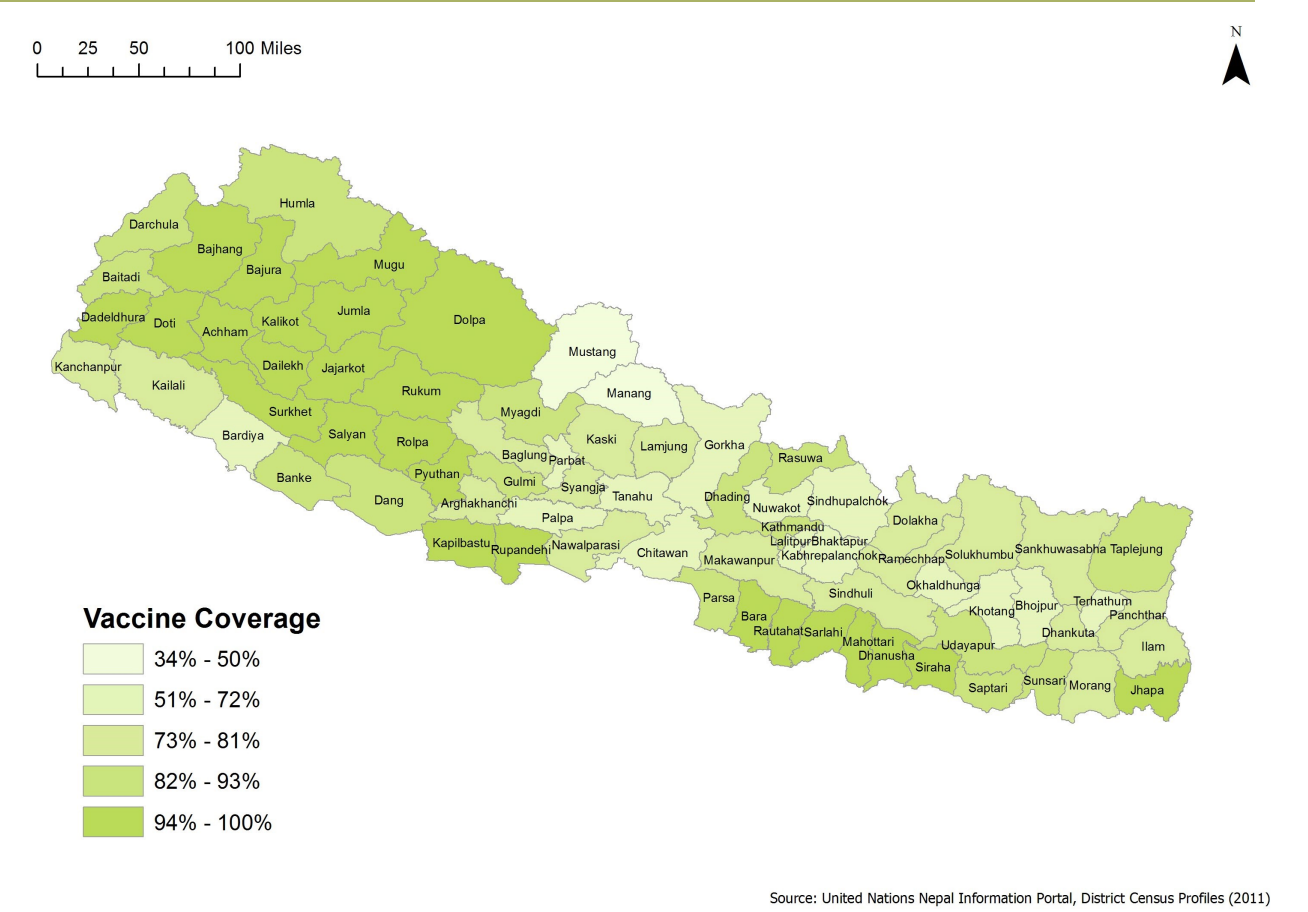 0 25 50 100 Miles
N
Humla
Darchula
Bajhang
Mugu
Bajura
Baitadi
Jumla
Dadeldhura
Doti
Kalikot
Dolpa
Achham
Mustang
Kanchanpur
Dailekh
Jajarkot
Kailali
Rukum
Manang
Surkhet
Myagdi
Bardiya
Salyan
Rolpa
Kaski
Lamjung
Gorkha
Baglung
Parbat
Rasuwa
Banke
Pyuthan
Gulmi
Syangja
Dang
Arghakhanchi
Tanahu
Dhading
Sindhupalchok
Nuwakot
Palpa
Dolakha
Kathmandu
Kapilbastu
Rupandehi
Nawalparasi
Chitawan
Lalitpur
Bhaktapur
Kabhrepalanchok
Makawanpur
Ramechhap
Solukhumbu
Sankhuwasabha
Taplejung
Okhaldhunga
Parsa
Sindhuli
Khotang
Bhojpur
Terhathum
Panchthar
Bara
Rautahat
Sarlahi
Mahottari
Dhanusha
Siraha
Udayapur
Dhankuta
Ilam
Saptari
Sunsari
Morang
Jhapa
Vaccine Coverage
34% - 50%
51% - 72%
73% - 81%
82% - 93%
94% - 100%
Source: United Nations Nepal Information Portal, District Census Profiles (2011)